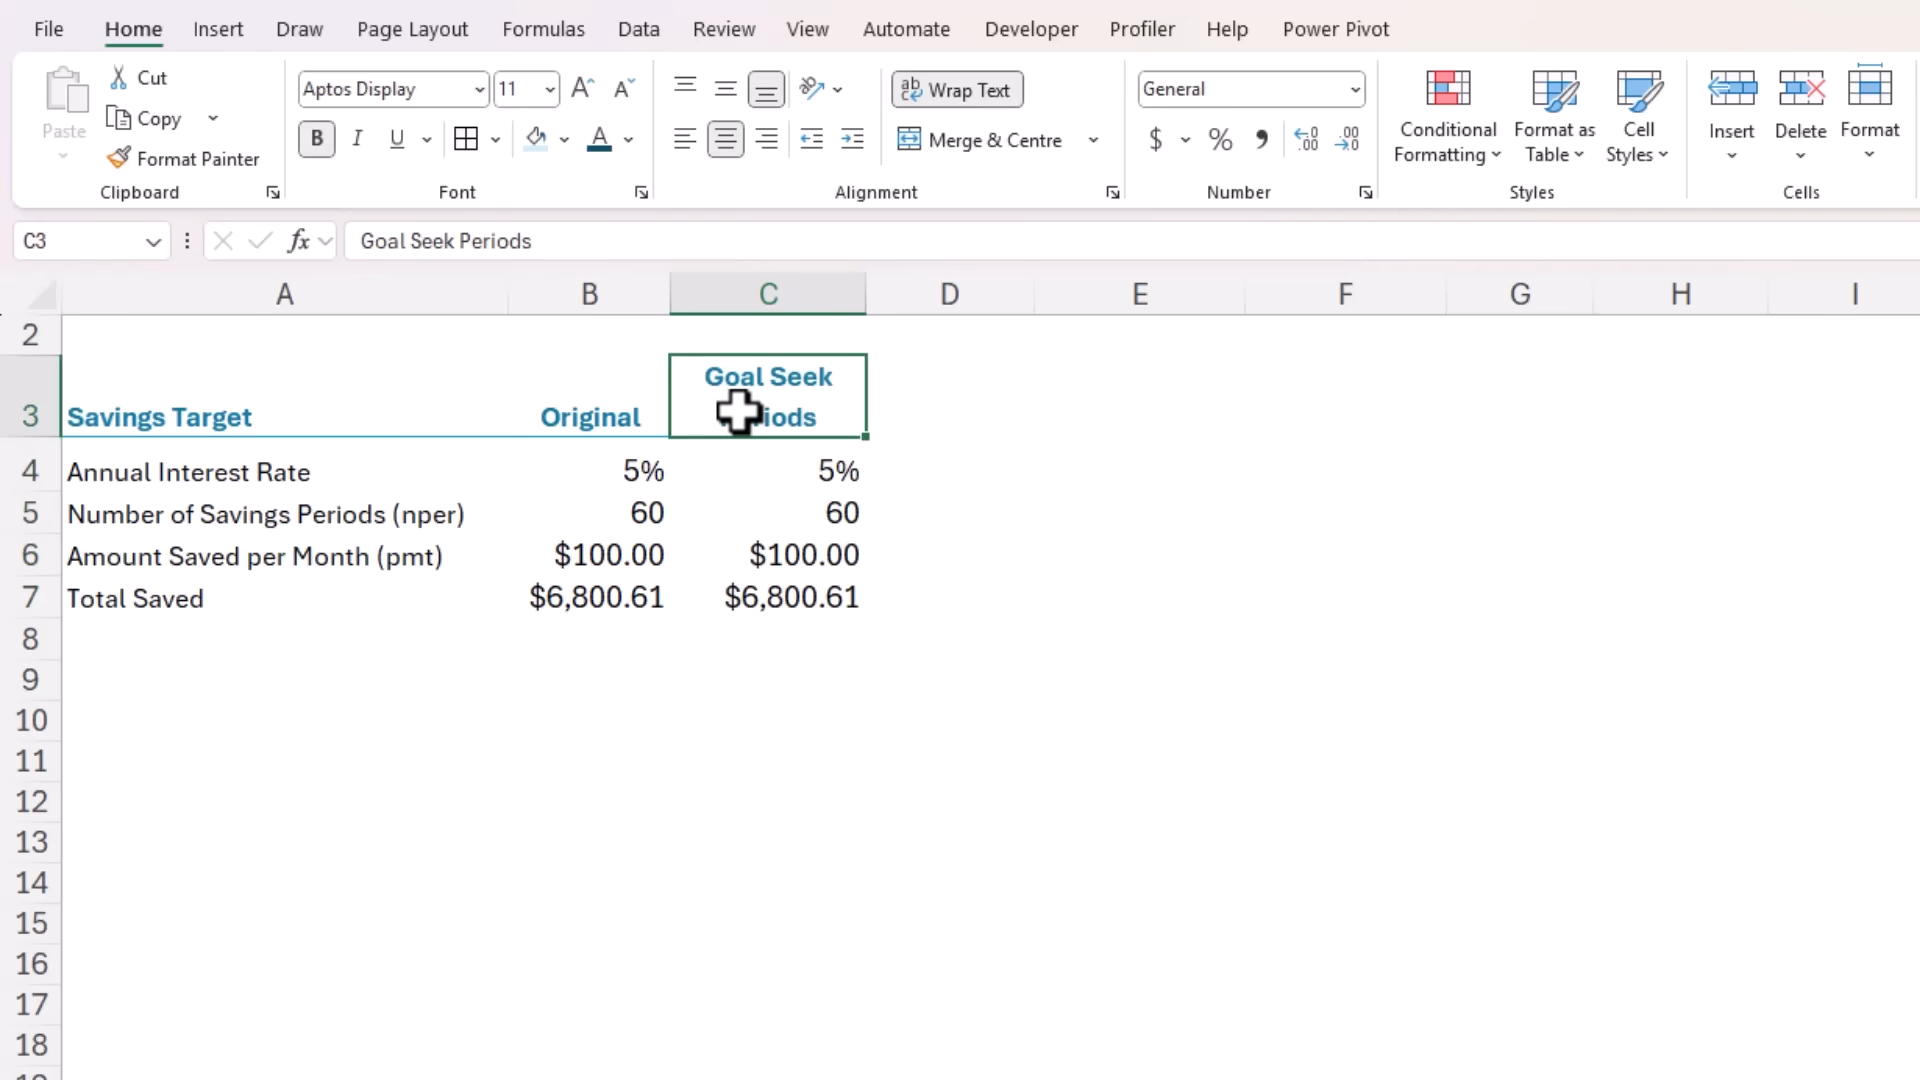 File Home Insert Draw Page Layout Formulas Data Review View Automate Developer Profiler Help Power Pivot
Paste
Cut
Copy
Format Painter
Clipboard
Aptos Display 11 A A
B I U A
Font
ab Wrap Text
Merge & Centre
Alignment
General
$ % , .00 .00
Number
Conditional Formatting
Format as Table
Cell Styles
Styles
Insert Delete Format
Cells
C3 fx Goal Seek Periods
A B C D E F G H I
2
Goal Seek
3 Savings Target Original iods
4 Annual Interest Rate 5% 5%
5 Number of Savings Periods (nper) 60 60
6 Amount Saved per Month (pmt) $100.00 $100.00
7 Total Saved $6,800.61 $6,800.61
8
9
10
11
12
13
14
15
16
17
18